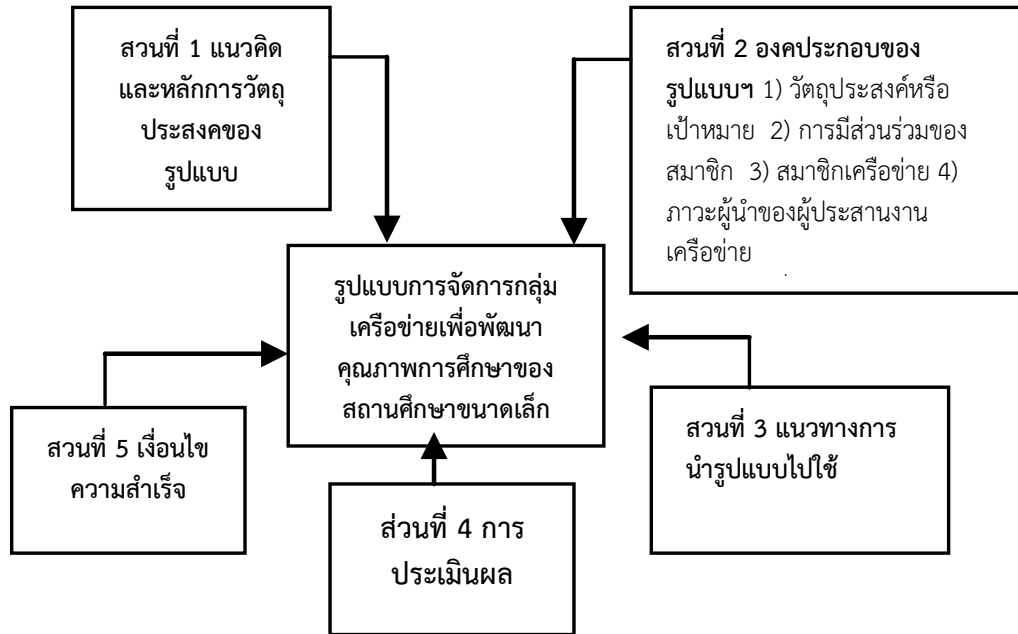 สวนที่ 1 แนวคิด
และหลักการวัตถุ
ประสงคของ
รูปแบบ
สวนที่ 2 องคประกอบของ
รูปแบบฯ 1) วัตถุประสงค์หรือ
เป้าหมาย 2) การมีส่วนร่วมของ
สมาชิก 3) สมาชิกเครือข่าย 4)
ภาวะผู้นำของผู้ประสานงาน
เครือข่าย
รูปแบบการจัดการกลุ่ม
เครือข่ายเพื่อพัฒนา
คุณภาพการศึกษาของ
สถานศึกษาขนาดเล็ก
สวนที่ 3 แนวทางการ
นำรูปแบบไปใช้
สวนที่ 5 เงื่อนไข
ความสำเร็จ
ส่วนที่ 4 การ
ประเมินผล